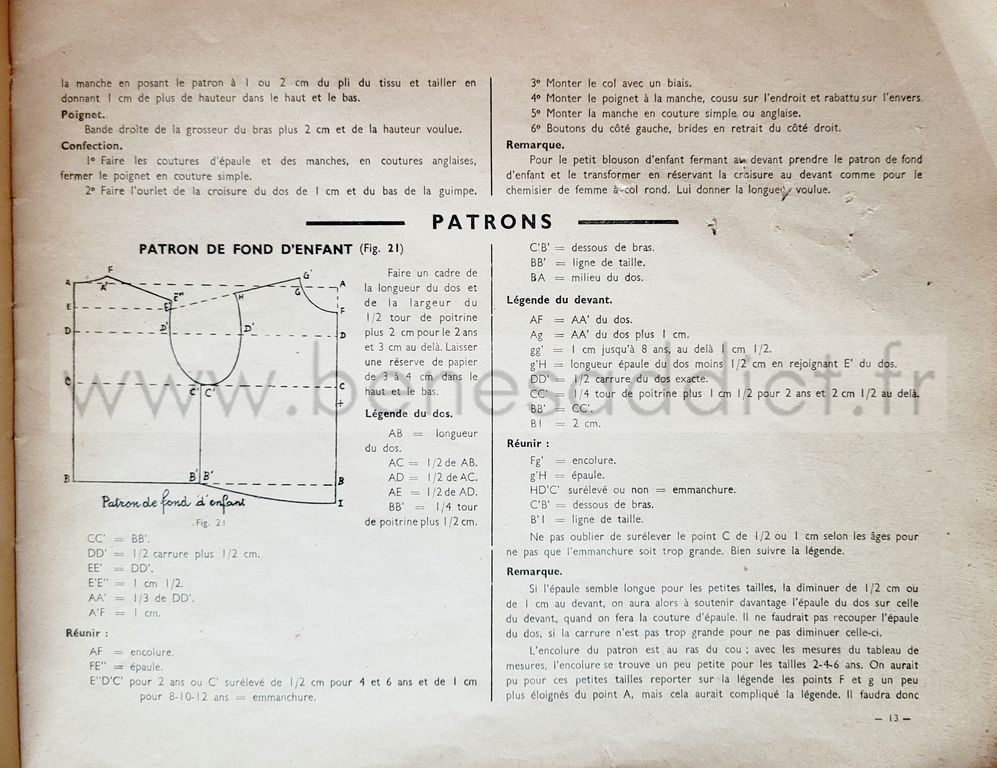 la manche en posant le patron à 1 ou 2 cm du pli du tissu et tailler en
donnant 1 cm de plus de hauteur dans le haut et le bas.
Poignet.
Bande droite de la grosseur du bras plus 2 cm et de la hauteur voulue.
Confection.
1º Faire les coutures d'épaule et des manches, en coutures anglaises,
fermer le poignet en couture simple.
2º Faire l'ourlet de la croisure du dos de 1 cm et du bas de la guimpe.
3º Monter le col avec un biais.
4º Monter le poignet à la manche, cousu sur l'endroit et rabattu sur l'envers.
5º Monter la manche en couture simple ou anglaise.
6º Boutons du côté gauche, brides en retrait du côté droit.
Remarque.
Pour le petit blouson d'enfant fermant au devant prendre le patron de fond
d'enfant et le transformer en réservant la croisure au devant comme pour le
chemisier de femme à col rond. Lui donner la longueur voulue.
PATRONS
PATRON DE FOND D'ENFANT (Fig. 21)
F
A
A'
E''
E
E'
D
D'
C
C'
B
B'
G'
G
H
A
F
D'
D
C'
C
B'
B
I
Patron de fond d'enfant
Fig. 21
Faire un cadre de
la longueur du dos et
de la largeur du
1/2 tour de poitrine
plus 2 cm pour le 2 ans
et 3 cm au delà. Laisser
une réserve de papier
de 3 à 4 cm dans le
haut et le bas.
Légende du dos.
AB = longueur
du dos.
AC = 1/2 de AB.
AD = 1/2 de AC.
AE = 1/2 de AD.
BB' = 1/4 tour
de poitrine plus 1/2 cm.
CC' = BB'.
DD' = 1/2 carrure plus 1/2 cm.
EE' = DD'.
E'E'' = 1 cm 1/2.
AA' = 1/3 de DD'.
A'F = 1 cm.
Réunir :
AF = encolure.
FE'' = épaule.
E''D'C' pour 2 ans ou C' surélevé de 1/2 cm pour 4 et 6 ans et de 1 cm
pour 8-10-12 ans = emmanchure.
C'B' = dessous de bras.
BB' = ligne de taille.
BA = milieu du dos.
Légende du devant.
AF = AA' du dos.
Ag = AA' du dos plus 1 cm.
gg' = 1 cm jusqu'à 8 ans, au delà 1 cm 1/2.
g'H = longueur épaule du dos moins 1/2 cm en rejoignant E' du dos.
DD' = 1/2 carrure du dos exacte.
CC' = 1/4 tour de poitrine plus 1 cm 1/2 pour 2 ans et 2 cm 1/2 au delà.
BB' = CC'.
BI = 2 cm.
Réunir :
Fg' = encolure.
g'H = épaule.
HD'C' surélevé ou non = emmanchure.
C'B' = dessous de bras.
B'I = ligne de taille.
Ne pas oublier de surélever le point C de 1/2 ou 1 cm selon les âges pour
ne pas que l'emmanchure soit trop grande. Bien suivre la légende.
Remarque.
Si l'épaule semble longue pour les petites tailles, la diminuer de 1/2 cm ou
de 1 cm au devant, on aura alors à soutenir davantage l'épaule du dos sur celle
du devant, quand on fera la couture d'épaule. Il ne faudrait pas recouper l'épaule
du dos, si la carrure n'est pas trop grande pour ne pas diminuer celle-ci.
L'encolure du patron est au ras du cou ; avec les mesures du tableau de
mesures, l'encolure se trouve un peu petite pour les tailles 2-4-6 ans. On aurait
pu pour ces petites tailles reporter sur la légende les points F et g un peu
plus éloignés du point A, mais cela aurait compliqué la légende. Il faudra donc
— 13 —
www.benesaddict.fr